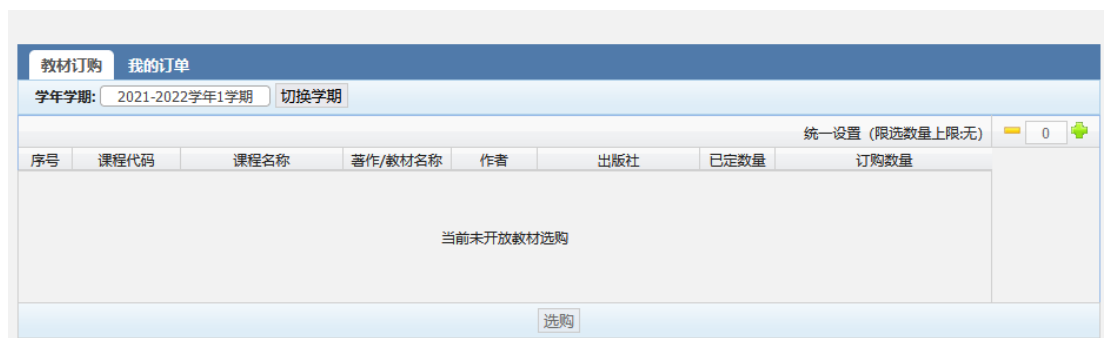 教材订购 我的订单
学年学期: 2021-2022学年1学期 切换学期
统一设置（限选数量上限:无） 0
序号 课程代码 课程名称 著作/教材名称 作者 出版社 已定数量 订购数量
当前未开放教材选购
选购